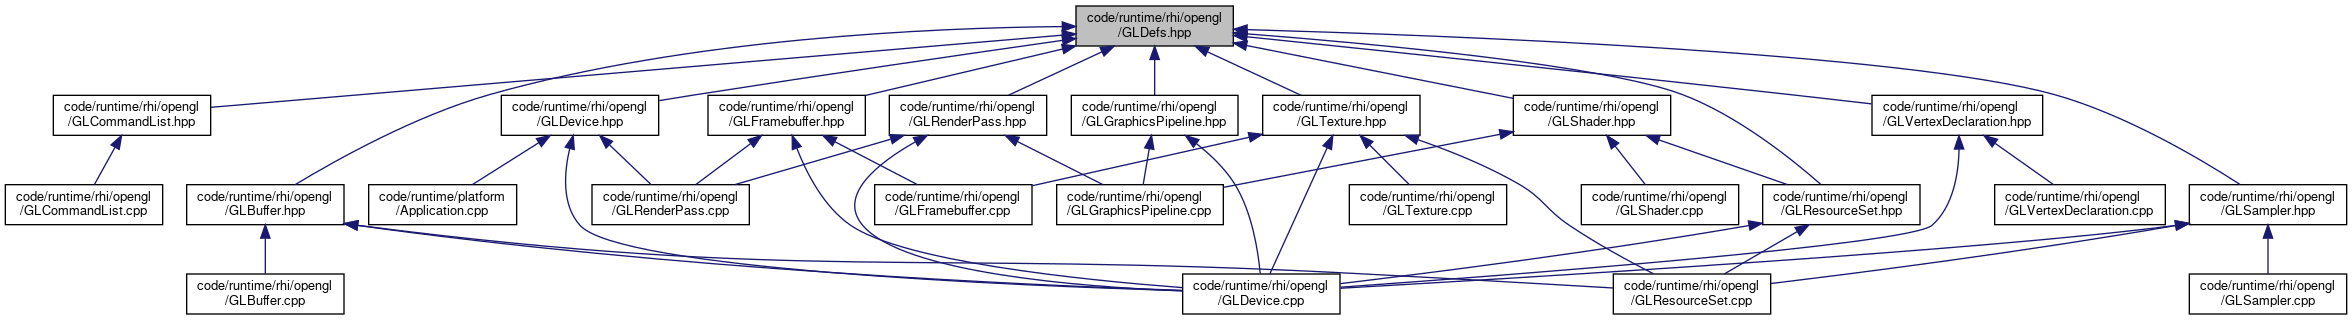 code/runtime/rhi/opengl
/GLDefs.hpp
code/runtime/rhi/opengl
/GLCommandList.hpp
code/runtime/rhi/opengl
/GLDevice.hpp
code/runtime/rhi/opengl
/GLFramebuffer.hpp
code/runtime/rhi/opengl
/GLRenderPass.hpp
code/runtime/rhi/opengl
/GLGraphicsPipeline.hpp
code/runtime/rhi/opengl
/GLTexture.hpp
code/runtime/rhi/opengl
/GLShader.hpp
code/runtime/rhi/opengl
/GLVertexDeclaration.hpp
code/runtime/rhi/opengl
/GLCommandList.cpp
code/runtime/rhi/opengl
/GLBuffer.hpp
code/runtime/platform
/Application.cpp
code/runtime/rhi/opengl
/GLRenderPass.cpp
code/runtime/rhi/opengl
/GLFramebuffer.cpp
code/runtime/rhi/opengl
/GLGraphicsPipeline.cpp
code/runtime/rhi/opengl
/GLTexture.cpp
code/runtime/rhi/opengl
/GLShader.cpp
code/runtime/rhi/opengl
/GLResourceSet.hpp
code/runtime/rhi/opengl
/GLVertexDeclaration.cpp
code/runtime/rhi/opengl
/GLSampler.hpp
code/runtime/rhi/opengl
/GLBuffer.cpp
code/runtime/rhi/opengl
/GLDevice.cpp
code/runtime/rhi/opengl
/GLResourceSet.cpp
code/runtime/rhi/opengl
/GLSampler.cpp